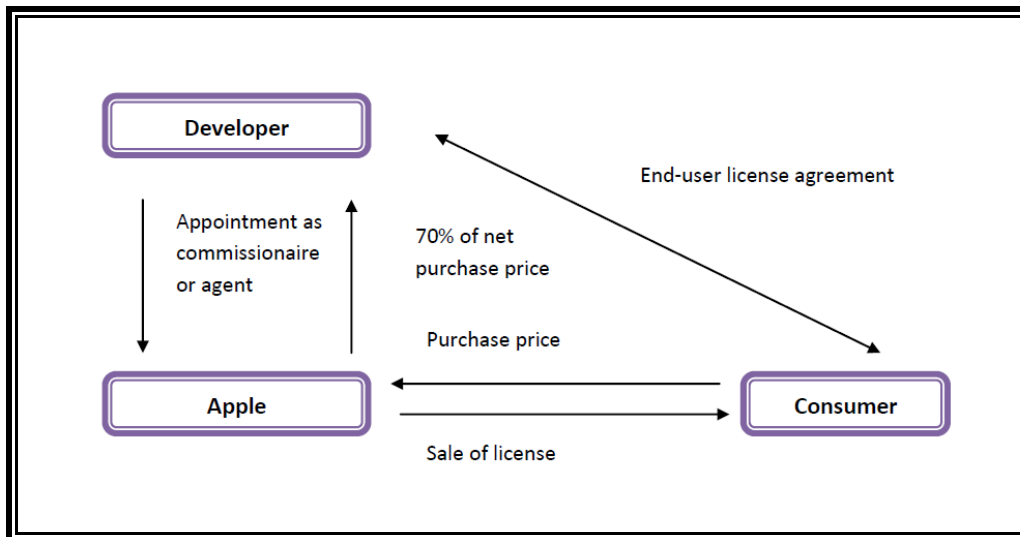 Developer
End-user license agreement
Appointment as
commissionaire
or agent
70% of net
purchase price
Purchase price
Apple
Consumer
Sale of license